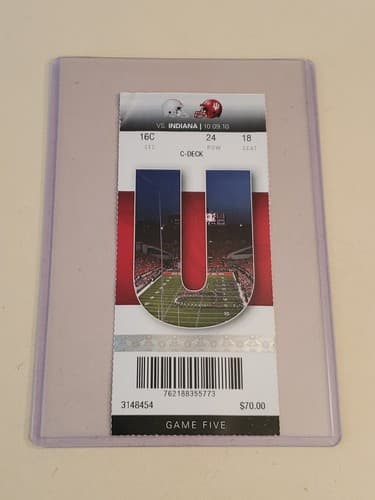 VS. INDIANA | 10.09.10
16C 24 18
SEC ROW SEAT
C-DECK
U
762188355773
3148454 $70.00
GAME FIVE